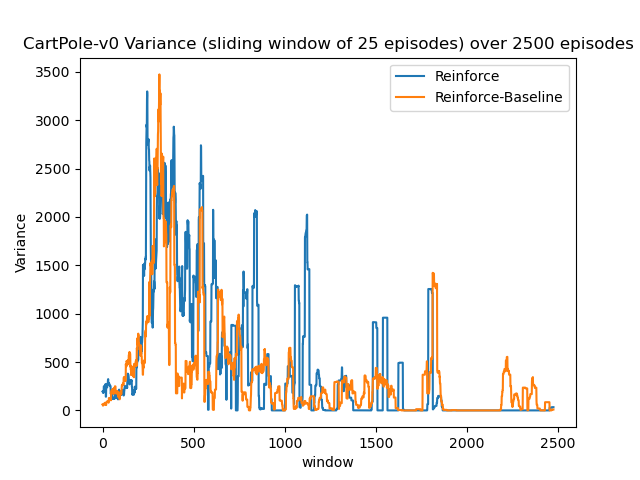 CartPole-v0 Variance (sliding window of 25 episodes) over 2500 episodes
Reinforce
Reinforce-Baseline
3500
3000
2500
2000
1500
1000
500
0
Variance
0 500 1000 1500 2000 2500
window